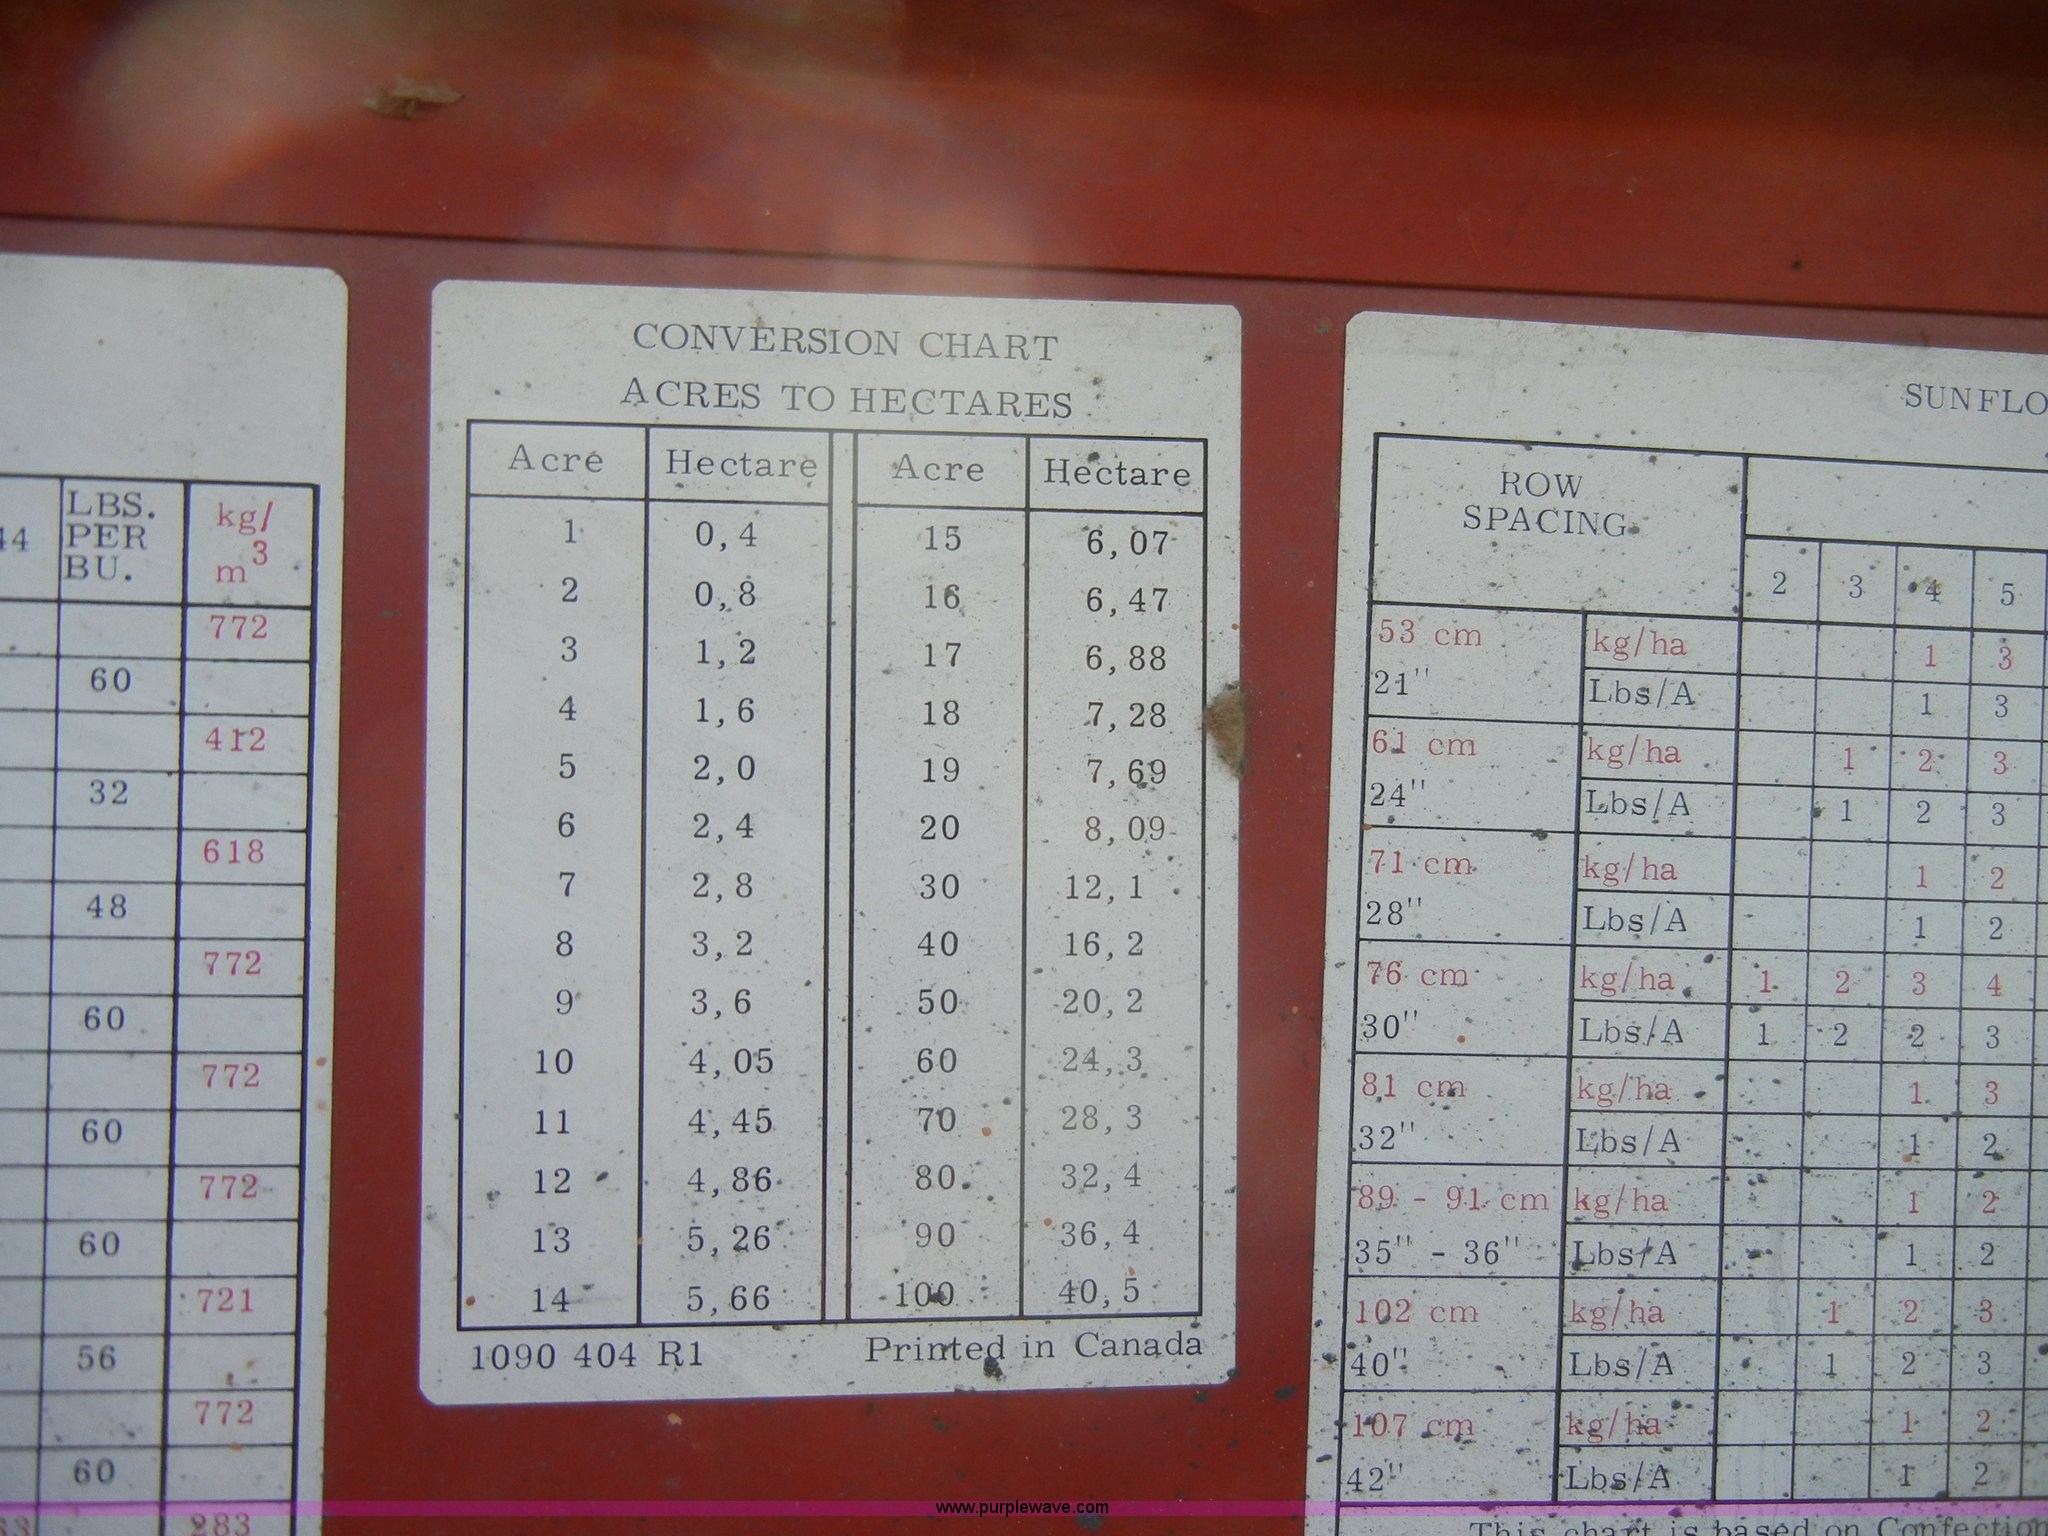 LBS.
PER
BU.
kg/
m3
44
772
60
412
32
618
48
772
60
772
60
772
60
721
56
772
60
283
CONVERSION CHART
ACRES TO HECTARES
Acre Hectare Acre Hectare
1 0,4 15 6,07
2 0,8 16 6,47
3 1,2 17 6,88
4 1,6 18 7,28
5 2,0 19 7,69
6 2,4 20 8,09
7 2,8 30 12,1
8 3,2 40 16,2
9 3,6 50 20,2
10 4,05 60 24,3
11 4,45 70 28,3
12 4,86 80 32,4
13 5,26 90 36,4
14 5,66 100 40,5
1090 404 R1 Printed in Canada
SUNFLO
ROW
SPACING
2 3 4 5
53 cm kg/ha 1 3
21" Lbs/A 1 3
61 cm kg/ha 1 2 3
24" Lbs/A 1 2 3
71 cm kg/ha 1 2
28" Lbs/A 1 2
76 cm kg/ha 1 2 3 4
30" Lbs/A 1 2 2 3
81 cm kg/ha 1 3
32" Lbs/A 1 2
89 - 91 cm kg/ha 1 2
35" - 36" Lbs/A 1 2
102 cm kg/ha 1 2 3
40" Lbs/A 1 2 3
107 cm kg/ha 1 2
42" Lbs/A 1 2
This chart is based on Confection
www.purplewave.com